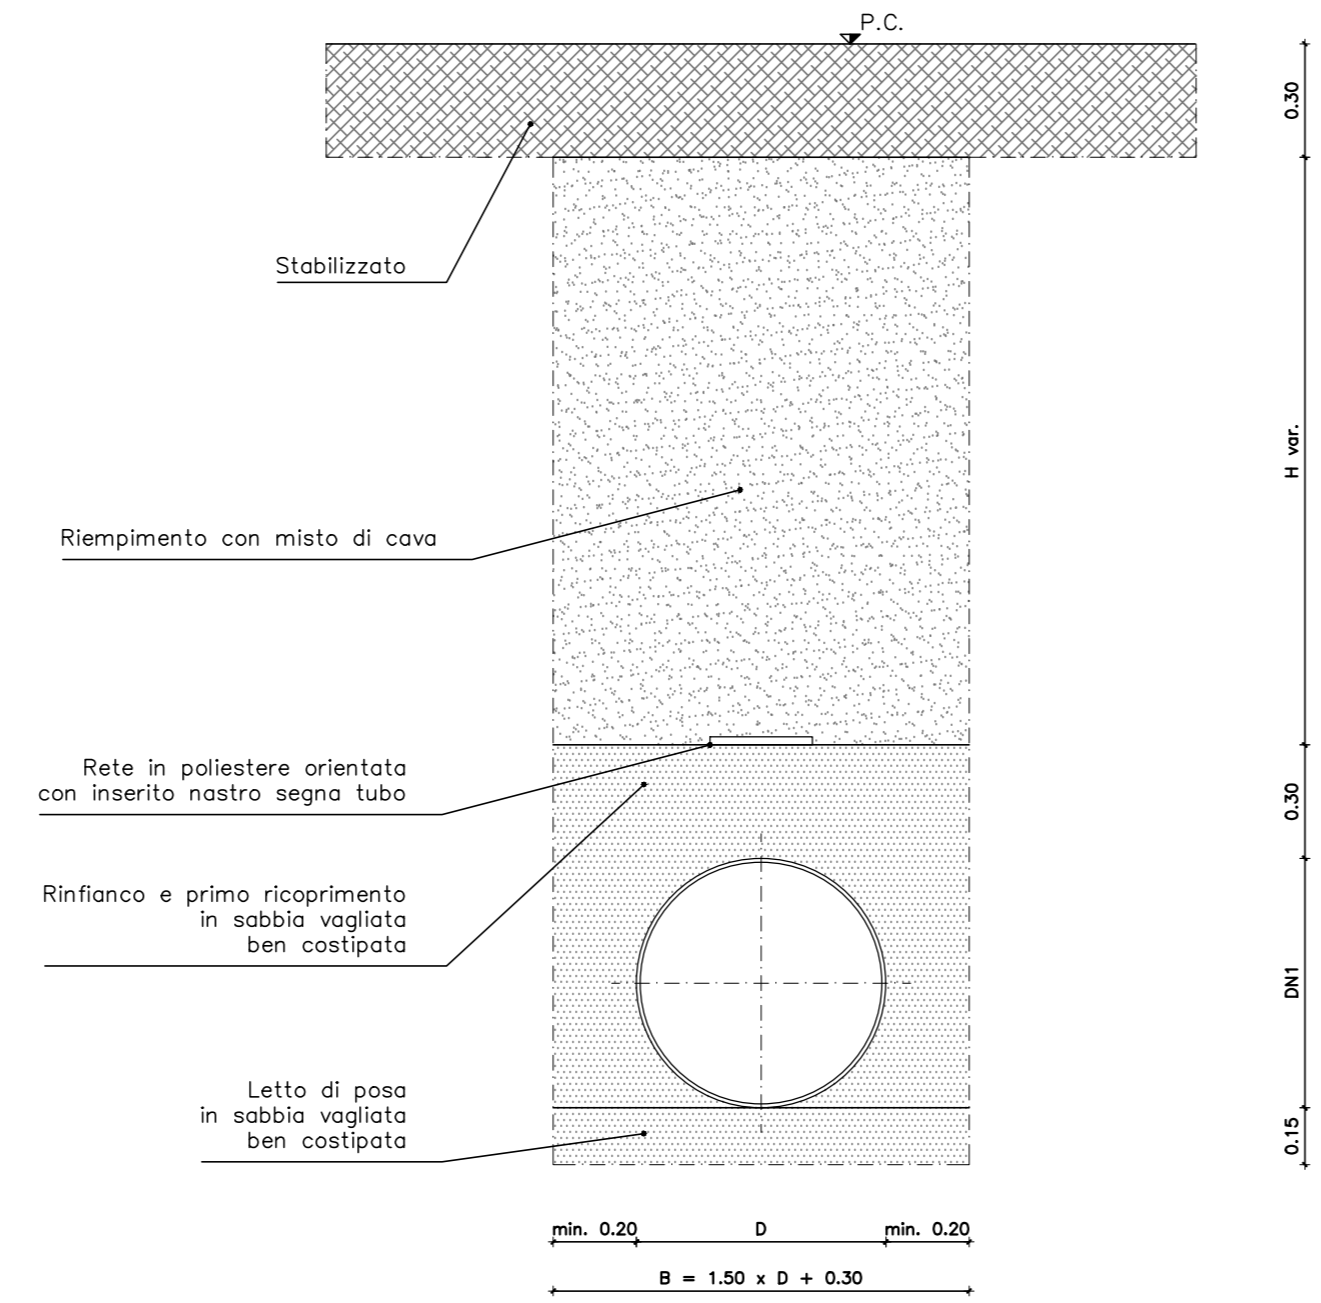 P.C.
0.30
Stabilizzato
H var.
Riempimento con misto di cava
Rete in poliestere orientata
con inserito nastro segna tubo
0.30
Rinfianco e primo ricoprimento
in sabbia vagliata
ben costipata
DN1
Letto di posa
in sabbia vagliata
ben costipata
0.15
min. 0.20 D min. 0.20
B = 1.50 x D + 0.30